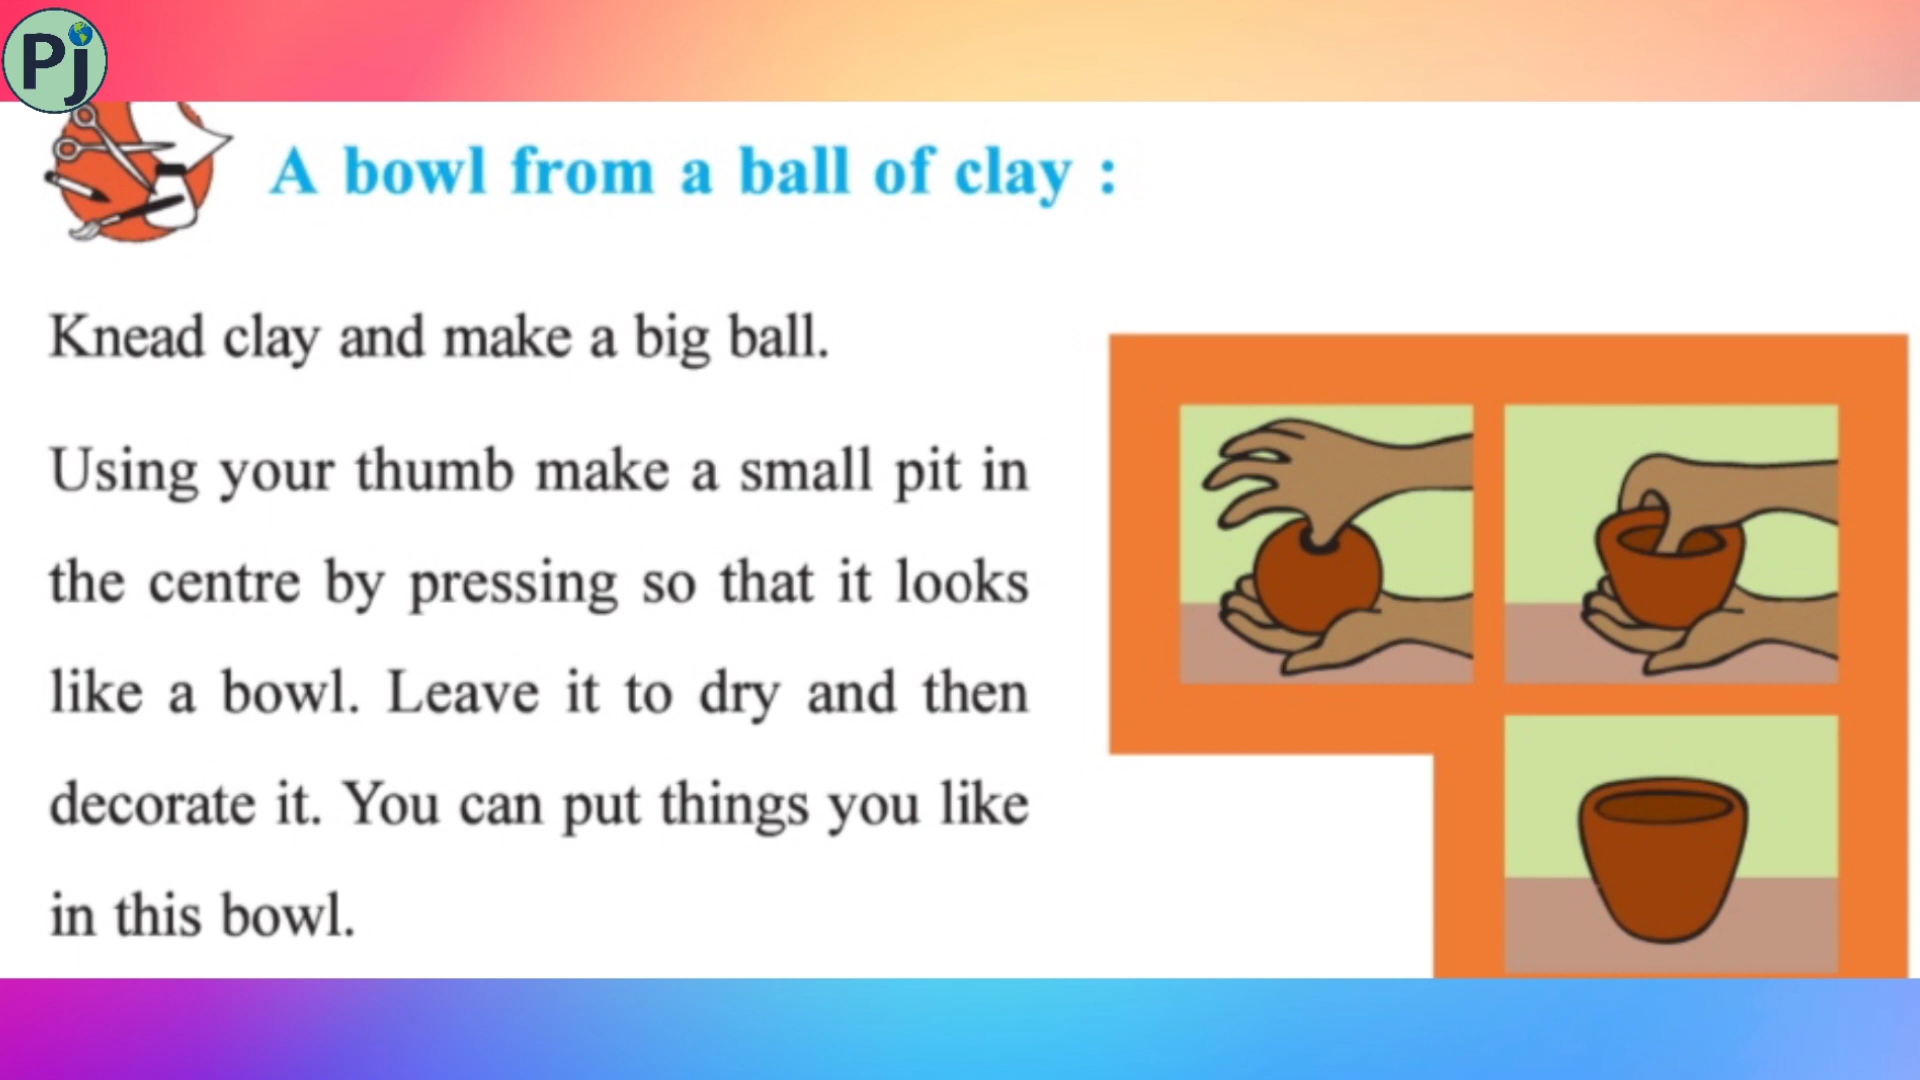 Pj
A bowl from a ball of clay :
Knead clay and make a big ball.
Using your thumb make a small pit in
the centre by pressing so that it looks
like a bowl. Leave it to dry and then
decorate it. You can put things you like
in this bowl.